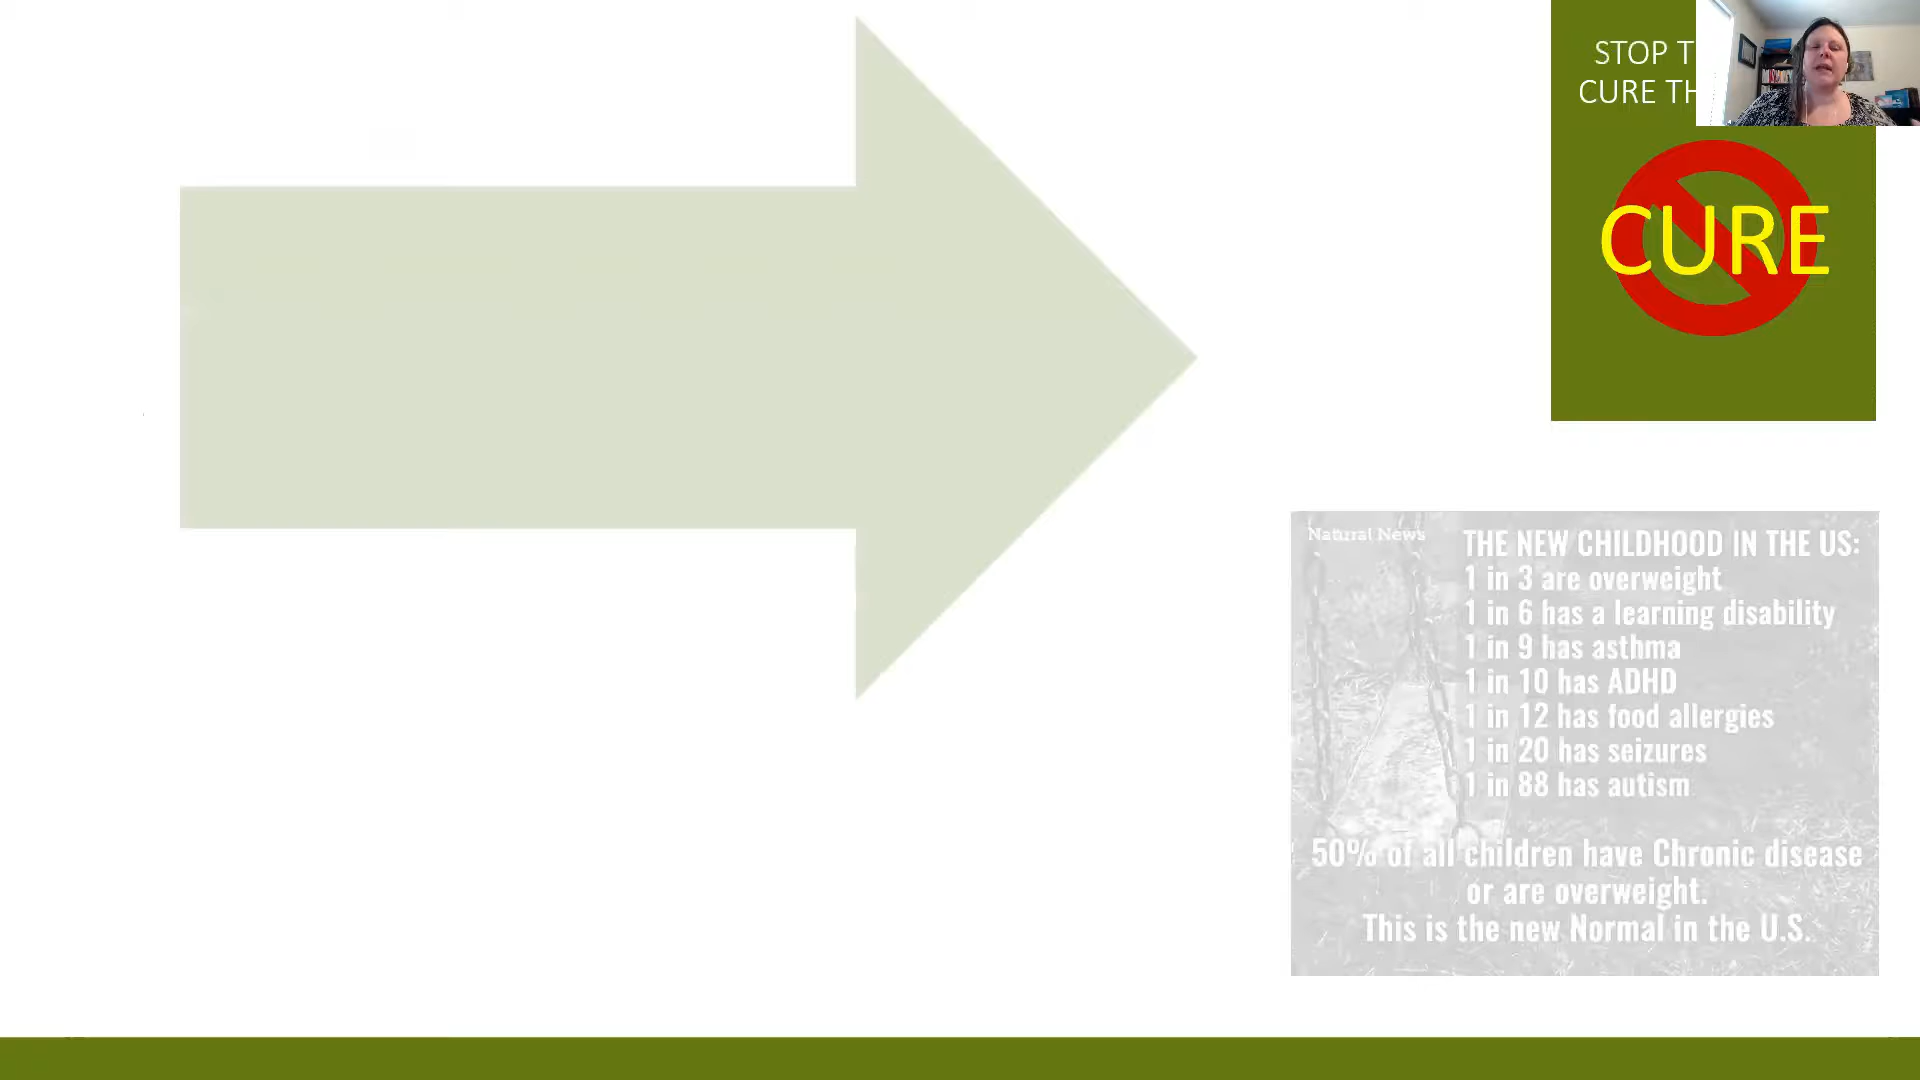 STOP T
CURE TH
CURE
Natural News
THE NEW CHILDHOOD IN THE US:
1 in 3 are overweight
1 in 6 has a learning disability
1 in 9 has asthma
1 in 10 has ADHD
1 in 12 has food allergies
1 in 20 has seizures
1 in 88 has autism
50% of all children have Chronic disease
or are overweight.
This is the new Normal in the U.S.